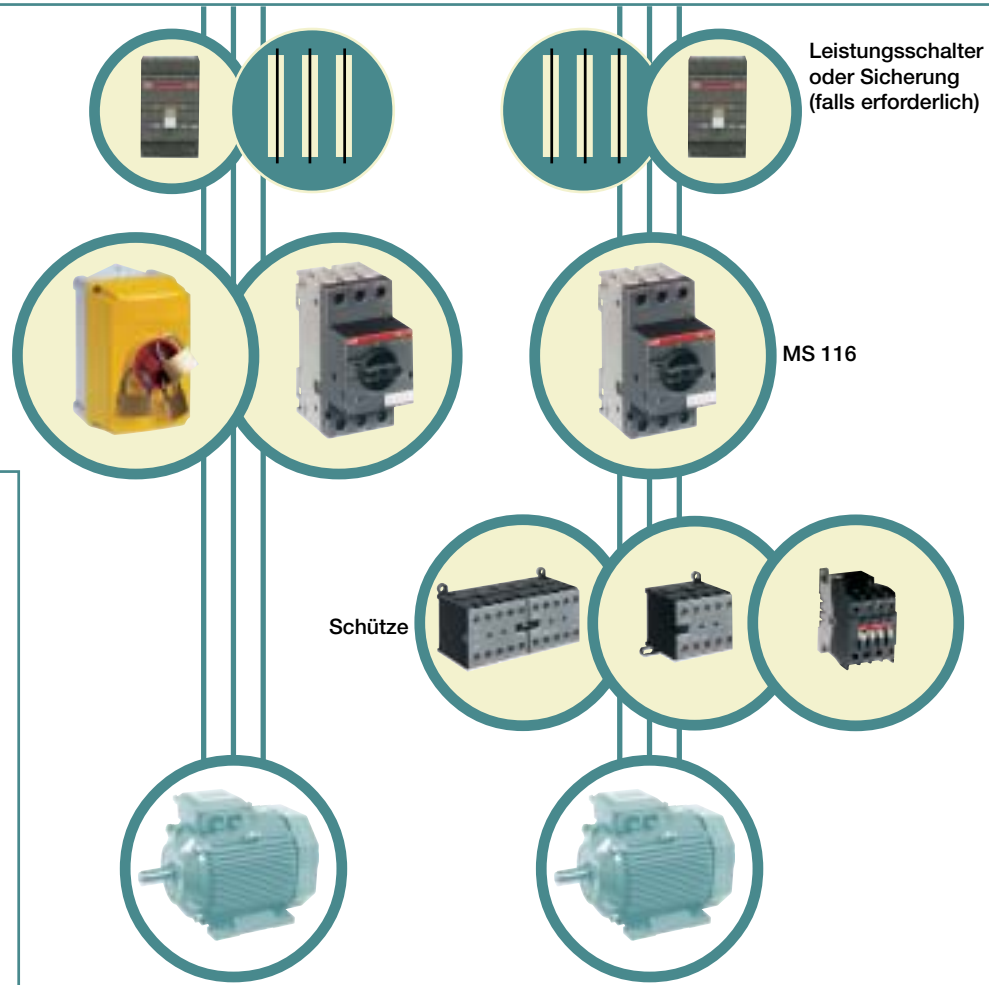 Leistungsschalter
oder Sicherung
(falls erforderlich)
MS 116
Schütze